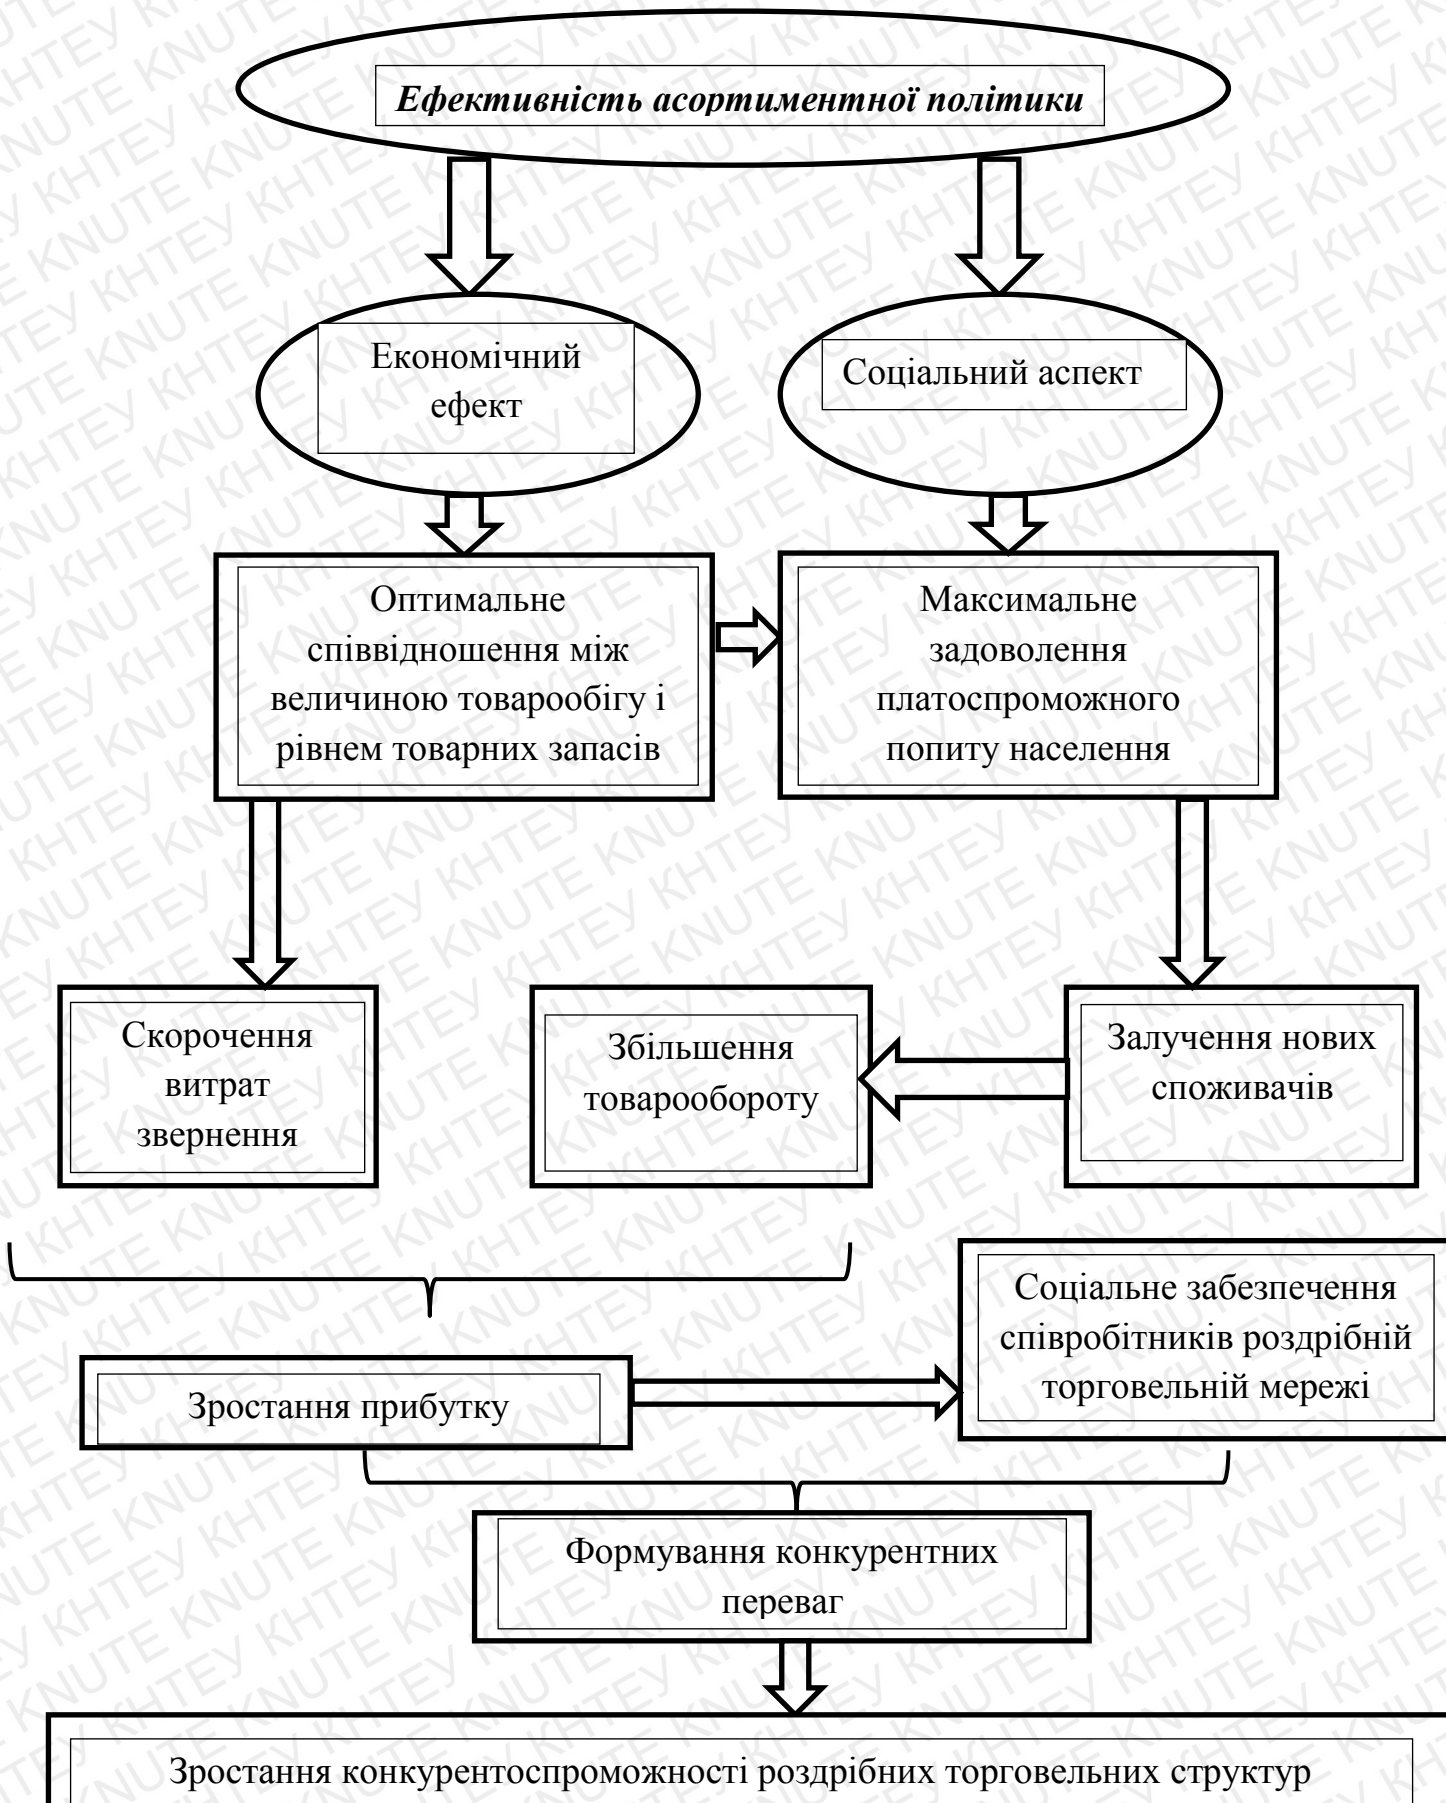 Ефективність асортиментної політики
Економічний
ефект
Соціальний аспект
Оптимальне
співвідношення між
величиною товарообігу і
рівнем товарних запасів
Максимальне
задоволення
платоспроможного
попиту населення
Скорочення
витрат
звернення
Збільшення
товарообороту
Залучення нових
споживачів
Соціальне забезпечення
співробітників роздрібній
торговельній мережі
Зростання прибутку
Формування конкурентних
переваг
Зростання конкурентоспроможності роздрібних торговельних структур